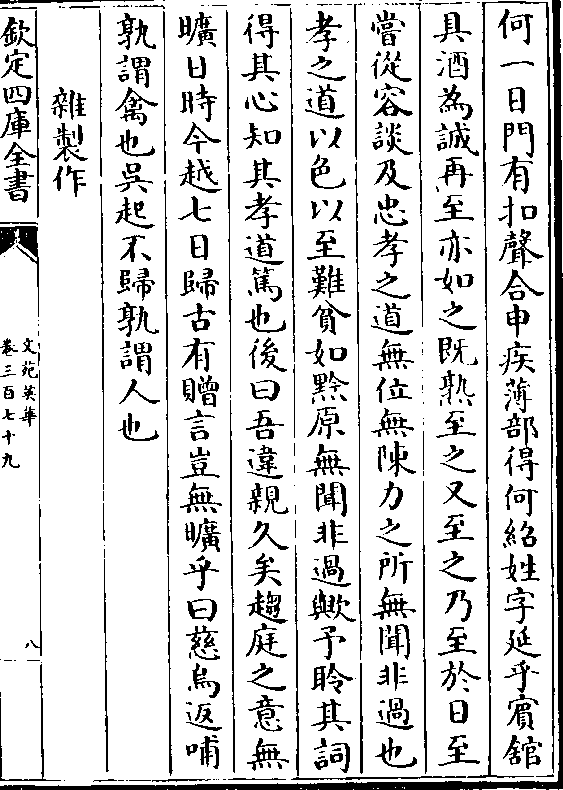 何一日門有扣聲合申疾薄部得何紹姓字延乎賓舘
具酒為誠再至亦如之既熟至之又至之乃至於日至
嘗從容談及忠孝之道無位無陳力之所無聞非過也
孝之道以色以至難貧如黔原無聞非過歟予聆其詞
得其心知其孝道篤也後曰吾違親久矣趨庭之意無
曠日時今越七日歸古有贈言豈無曠乎曰慈烏返哺
孰謂禽也吳起不歸孰謂人也
雜製作
欽定四庫全書
文苑英華
卷三百七十九
八